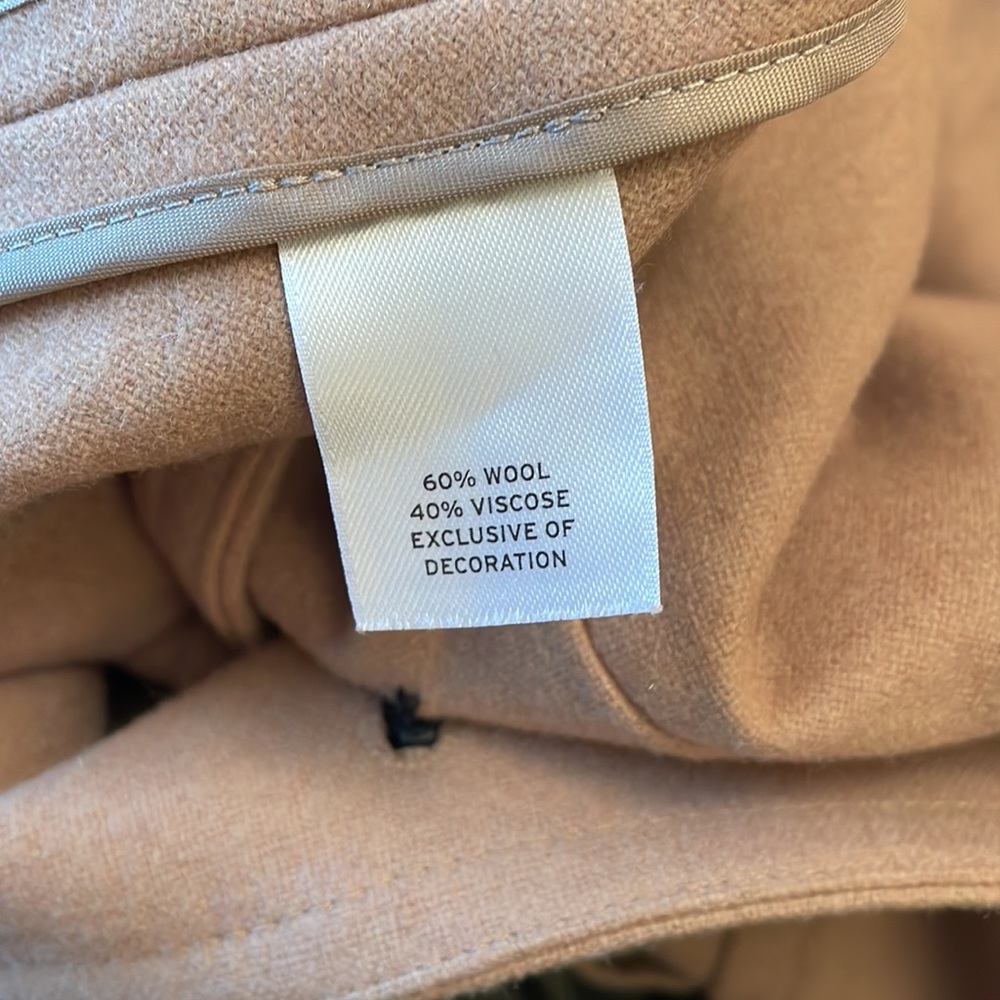 60% WOOL
40% VISCOSE
EXCLUSIVE OF
DECORATION